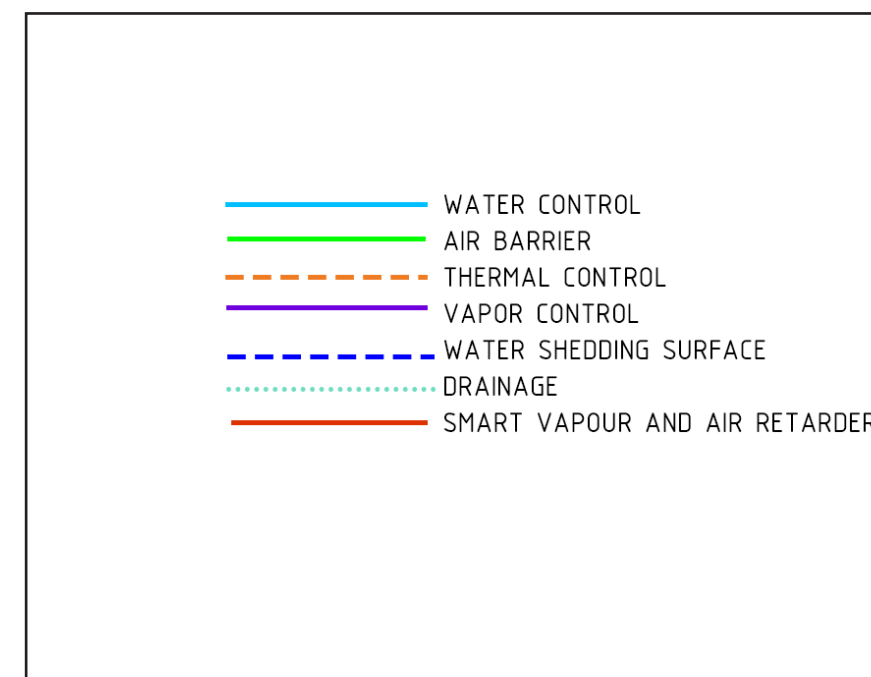 WATER CONTROL
AIR BARRIER
THERMAL CONTROL
VAPOR CONTROL
WATER SHEDDING SURFACE
DRAINAGE
SMART VAPOUR AND AIR RETARDER